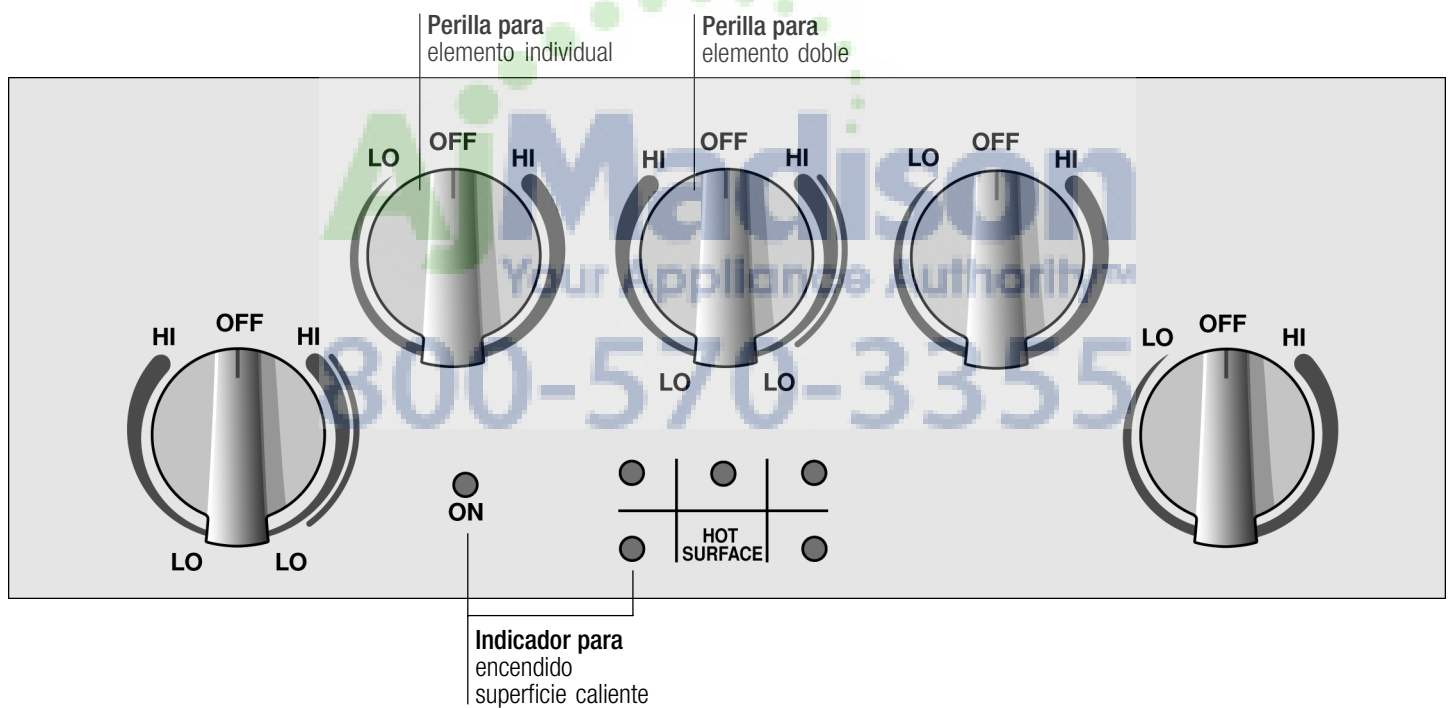 Perilla para
elemento individual
Perilla para
elemento doble
AjMadison
Your Appliance Authority™
800-570-3355
LO OFF HI
HI OFF HI
LO LO
LO OFF HI
HI OFF HI
LO LO
LO OFF HI
ON
HOT
SURFACE
Indicador para
encendido
superficie caliente